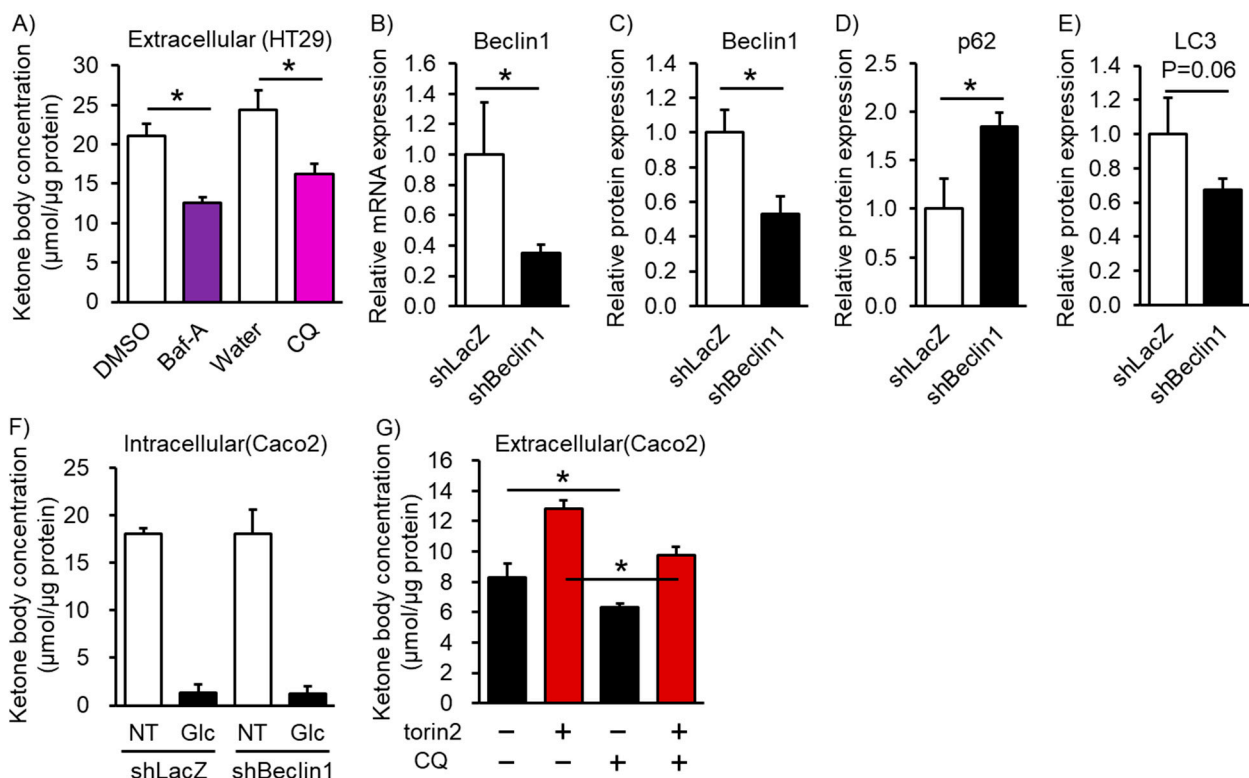 A)
Extracellular (HT29)
Ketone body concentration
(µmol/µg protein)
30
25
20
15
10
5
0
*
*
DMSO
Baf-A
Water
CQ
B)
Beclin1
Relative mRNA expression
1.6
1.4
1.2
1.0
0.8
0.6
0.4
0.2
0.0
*
shLacZ
shBeclin1
C)
Beclin1
Relative protein expression
1.4
1.2
1.0
0.8
0.6
0.4
0.2
0.0
*
shLacZ
shBeclin1
D)
p62
Relative protein expression
2.5
2.0
1.5
1.0
0.5
0.0
*
shLacZ
shBeclin1
E)
LC3
P=0.06
Relative protein expression
1.4
1.2
1.0
0.8
0.6
0.4
0.2
0.0
shLacZ
shBeclin1
F)
Intracellular(Caco2)
Ketone body concentration
(µmol/µg protein)
25
20
15
10
5
0
NT Glc NT Glc
shLacZ shBeclin1
G)
Extracellular(Caco2)
Ketone body concentration
(µmol/µg protein)
16
14
12
10
8
6
4
2
0
*
*
torin2 − + − +
CQ − − + +